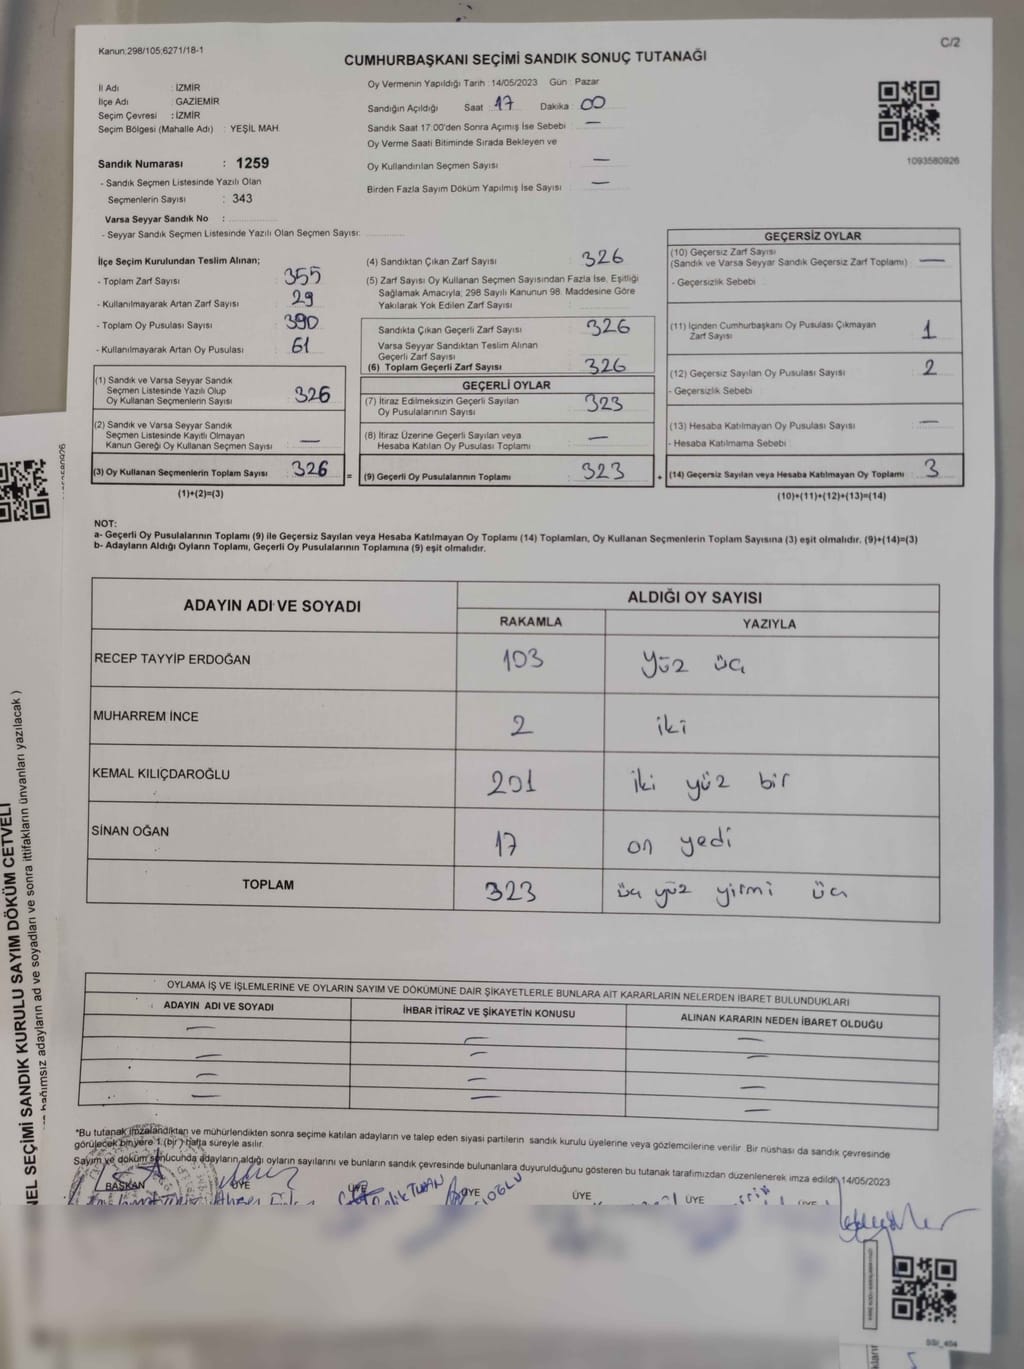 Kanun:298/105;6271/18-1
C/2
CUMHURBAŞKANI SEÇİMİ SANDIK SONUÇ TUTANAĞI
İl Adı : İZMİR
İlçe Adı : GAZİEMİR
Seçim Çevresi : İZMİR
Seçim Bölgesi (Mahalle Adı) : YEŞİL MAH.
Sandık Numarası : 1259
- Sandık Seçmen Listesinde Yazılı Olan
Seçmenlerin Sayısı : 343
Varsa Seyyar Sandık No :
- Seyyar Sandık Seçmen Listesinde Yazılı Olan Seçmen Sayısı:
Oy Vermenin Yapıldığı Tarih : 14/05/2023 Gün : Pazar
Sandığın Açıldığı Saat : 17 Dakika : 00
Sandık Saat 17:00'den Sonra Açımış İse Sebebi : —
Oy Verme Saati Bitiminde Sırada Bekleyen ve
Oy Kullandırılan Seçmen Sayısı : —
Birden Fazla Sayım Döküm Yapılmış İse Sayısı : —
1093580926
İlçe Seçim Kurulundan Teslim Alınan;
- Toplam Zarf Sayısı : 355
- Kullanılmayarak Artan Zarf Sayısı : 29
- Toplam Oy Pusulası Sayısı : 390
- Kullanılmayarak Artan Oy Pusulası : 61
(1) Sandık ve Varsa Seyyar Sandık
Seçmen Listesinde Yazılı Olup
Oy Kullanan Seçmenlerin Sayısı : 326
(2) Sandık ve Varsa Seyyar Sandık
Seçmen Listesinde Kayıtlı Olmayan
Kanun Gereği Oy Kullanan Seçmen Sayısı : —
(3) Oy Kullanan Seçmenlerin Toplam Sayısı : 326 =
(1)+(2)=(3)
(4) Sandıktan Çıkan Zarf Sayısı : 326
(5) Zarf Sayısı Oy Kullanan Seçmen Sayısından Fazla İse, Eşitliği
Sağlamak Amacıyla; 298 Sayılı Kanunun 98. Maddesine Göre
Yakılarak Yok Edilen Zarf Sayısı :
Sandıkta Çıkan Geçerli Zarf Sayısı : 326
Varsa Seyyar Sandıktan Teslim Alınan
Geçerli Zarf Sayısı :
(6) Toplam Geçerli Zarf Sayısı : 326
GEÇERLİ OYLAR
(7) İtiraz Edilmeksizin Geçerli Sayılan
Oy Pusulalarının Sayısı : 323
(8) İtiraz Üzerine Geçerli Sayılan veya
Hesaba Katılan Oy Pusulası Toplamı : —
(9) Geçerli Oy Pusulalarının Toplamı : 323 +
GEÇERSİZ OYLAR
(10) Geçersiz Zarf Sayısı
(Sandık ve Varsa Seyyar Sandık Geçersiz Zarf Toplamı) : —
- Geçersizlik Sebebi :
(11) İçinden Cumhurbaşkanı Oy Pusulası Çıkmayan
Zarf Sayısı : 1
(12) Geçersiz Sayılan Oy Pusulası Sayısı : 2
- Geçersizlik Sebebi :
(13) Hesaba Katılmayan Oy Pusulası Sayısı : —
- Hesaba Katılmama Sebebi :
(14) Geçersiz Sayılan veya Hesaba Katılmayan Oy Toplamı : 3
(10)+(11)+(12)+(13)=(14)
NOT:
a- Geçerli Oy Pusulalarının Toplamı (9) ile Geçersiz Sayılan veya Hesaba Katılmayan Oy Toplamı (14) Toplamları, Oy Kullanan Seçmenlerin Toplam Sayısına (3) eşit olmalıdır. (9)+(14)=(3)
b- Adayların Aldığı Oyların Toplamı, Geçerli Oy Pusulalarının Toplamına (9) eşit olmalıdır.
ADAYIN ADI VE SOYADI
ALDIĞI OY SAYISI
RAKAMLA YAZIYLA
RECEP TAYYİP ERDOĞAN 103 yüz üç
MUHARREM İNCE 2 iki
KEMAL KILIÇDAROĞLU 201 iki yüz bir
SİNAN OĞAN 17 on yedi
TOPLAM 323 üç yüz yirmi üç
OYLAMA İŞ VE İŞLEMLERİNE VE OYLARIN SAYIM VE DÖKÜMÜNE DAİR ŞİKAYETLERLE BUNLARA AİT KARARLARIN NELERDEN İBARET BULUNDUKLARI
ADAYIN ADI VE SOYADI İHBAR İTİRAZ VE ŞİKAYETİN KONUSU ALINAN KARARIN NEDEN İBARET OLDUĞU
— — —
— — —
— — —
— — —
*Bu tutanak imzalandıktan ve mühürlendikten sonra seçime katılan adayların ve talep eden siyasi partilerin sandık kurulu üyelerine veya gözlemcilerine verilir. Bir nüshası da sandık çevresinde
görülecek bir yere 1 (bir) hafta süreyle asılır.
Sayım ve döküm sonucunda adayların aldığı oyların sayılarını ve bunların sandık çevresinde bulunanlara duyurulduğunu gösteren bu tutanak tarafımızdan düzenlenerek imza edildi. 14/05/2023
BAŞKAN ÜYE ÜYE ÜYE ÜYE ÜYE ÜYE
NEL SEÇİMİ SANDIK KURULU SAYIM DÖKÜM CETVELİ
bağımsız adayların ad ve soyadları ve sonra ittifakların ünvanları yazılacak )